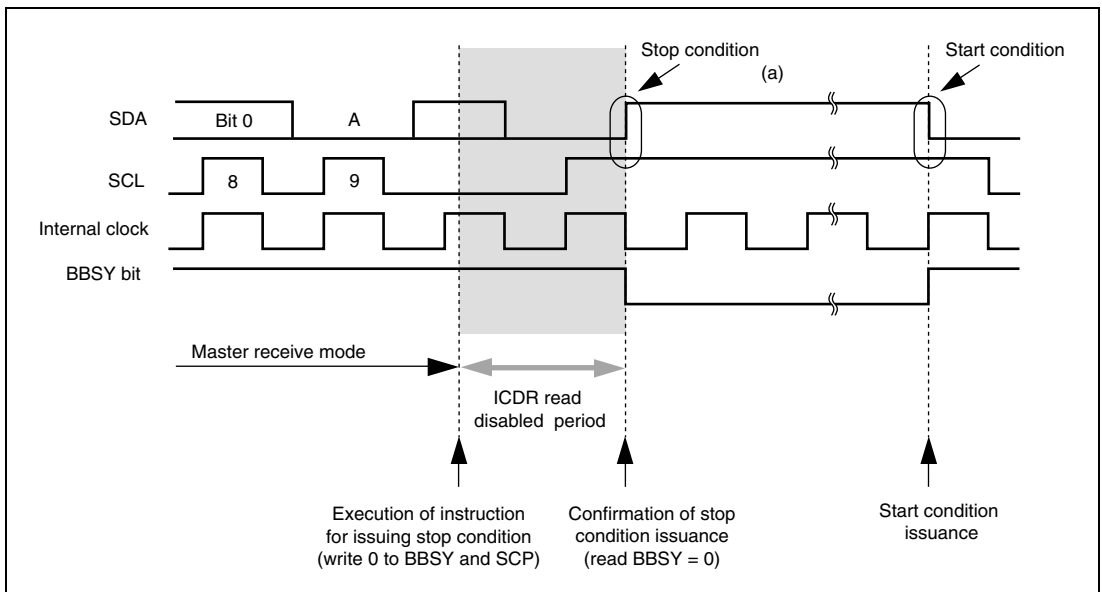 Stop condition
Start condition
(a)
SDA
Bit 0
A
SCL
8
9
Internal clock
BBSY bit
Master receive mode
ICDR read
disabled period
Execution of instruction
for issuing stop condition
(write 0 to BBSY and SCP)
Confirmation of stop
condition issuance
(read BBSY = 0)
Start condition
issuance